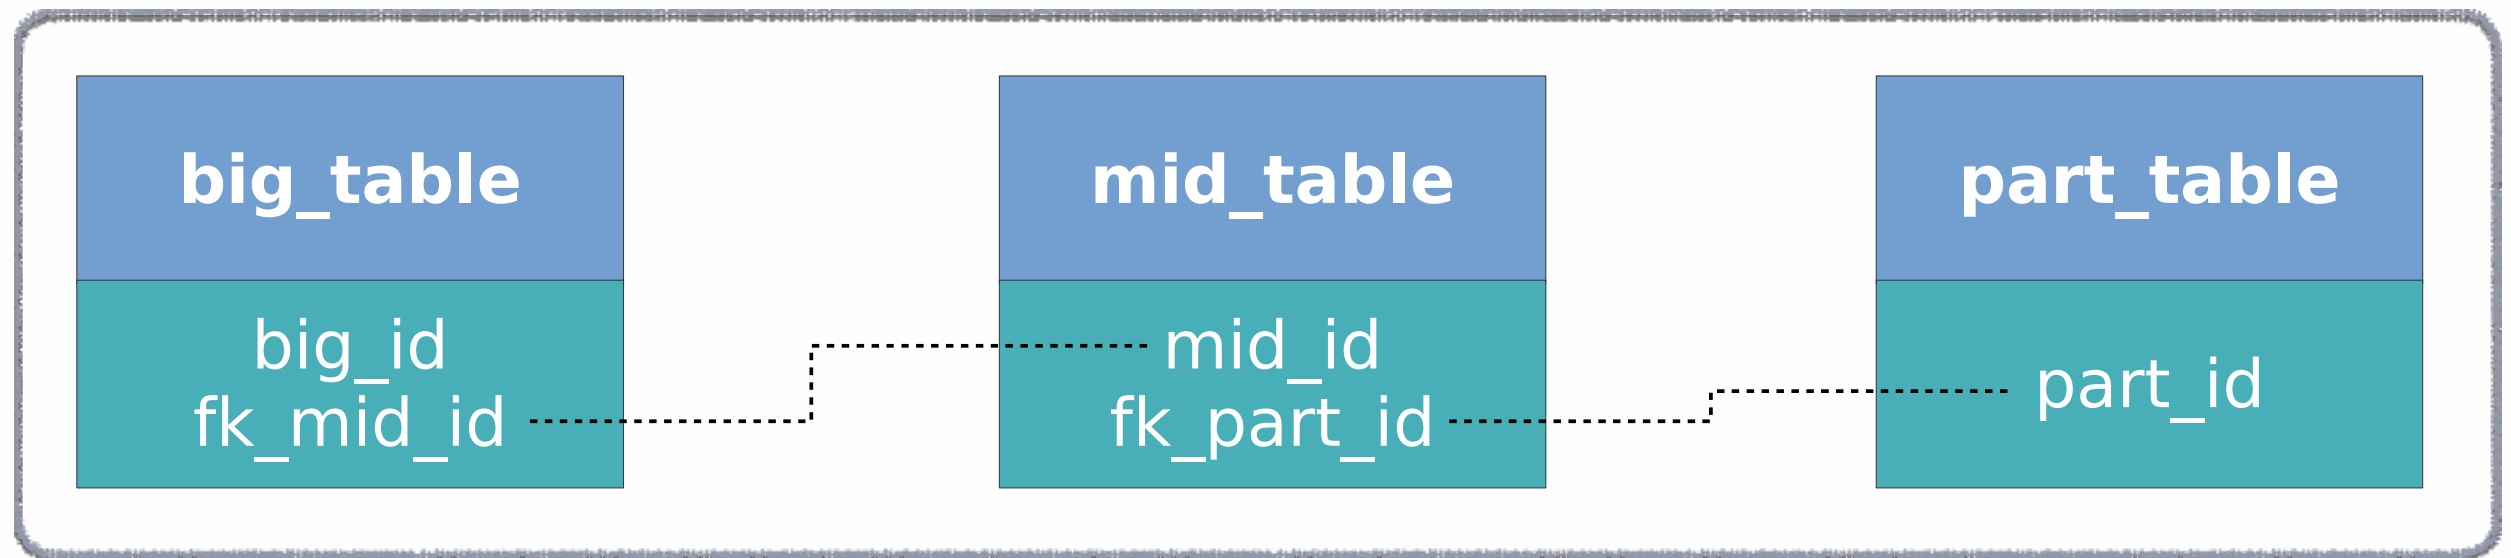 big_table
big_id
fk_mid_id
mid_table
mid_id
fk_part_id
part_table
part_id